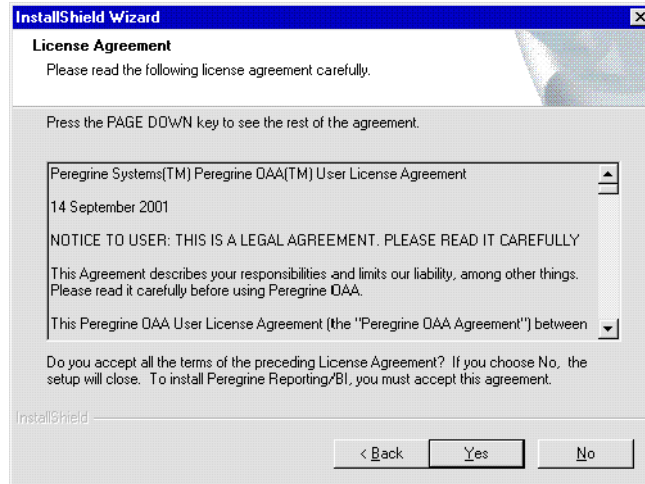 InstallShield Wizard
License Agreement
Please read the following license agreement carefully.
Press the PAGE DOWN key to see the rest of the agreement.
Peregrine Systems(TM) Peregrine OAA(TM) User License Agreement
14 September 2001
NOTICE TO USER: THIS IS A LEGAL AGREEMENT. PLEASE READ IT CAREFULLY
This Agreement describes your responsibilities and limits our liability, among other things.
Please read it carefully before using Peregrine OAA.
This Peregrine OAA User License Agreement (the "Peregrine OAA Agreement") between
Do you accept all the terms of the preceding License Agreement? If you choose No, the
setup will close. To install Peregrine Reporting/BI, you must accept this agreement.
InstallShield
< Back
Yes
No